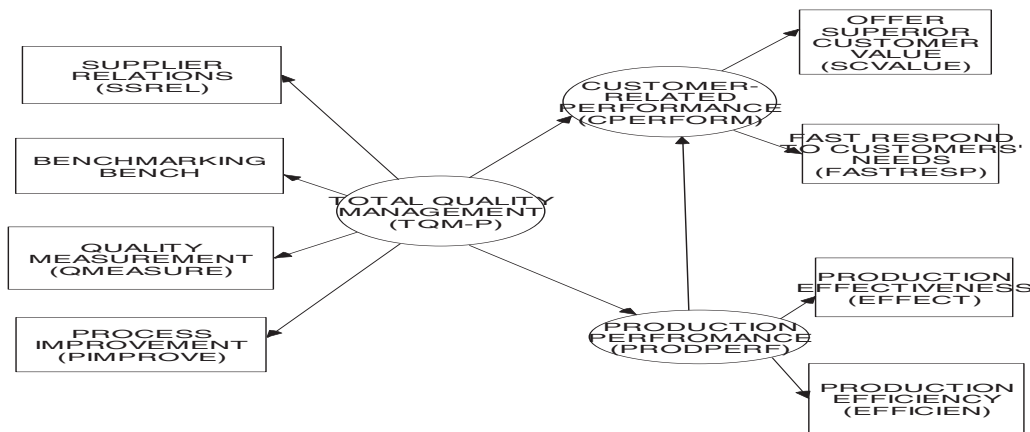 SUPPLIER
RELATIONS
(SSREL)
BENCHMARKING
BENCH
QUALITY
MEASUREMENT
(QMEASURE)
PROCESS
IMPROVEMENT
(PIMPROVE)
TOTAL QUALITY
MANAGEMENT
(TQM-P)
CUSTOMER-
RELATED
PERFORMANCE
(CPERFORM)
PRODUCTION
PERFROMANCE
(PRODPERF)
OFFER
SUPERIOR
CUSTOMER
VALUE
(SCVALUE)
FAST RESPOND
TO CUSTOMERS'
NEEDS
(FASTRESP)
PRODUCTION
EFFECTIVENESS
(EFFECT)
PRODUCTION
EFFICIENCY
(EFFICIEN)